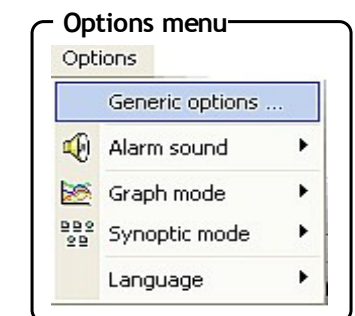 Options menu
Options
Generic options ...
Alarm sound
Graph mode
Synoptic mode
Language